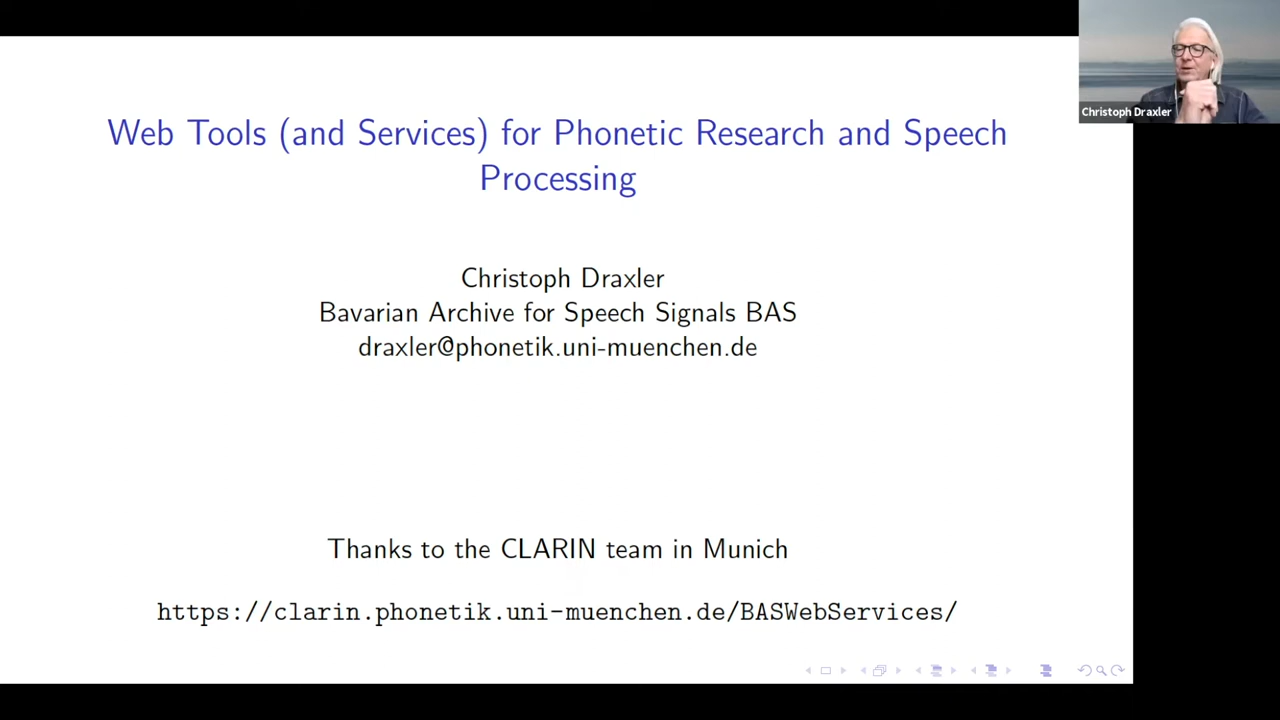 Web Tools (and Services) for Phonetic Research and Speech
Processing
Christoph Draxler
Bavarian Archive for Speech Signals BAS
draxler@phonetik.uni-muenchen.de
Thanks to the CLARIN team in Munich
https://clarin.phonetik.uni-muenchen.de/BASWebServices/
Christoph Draxler